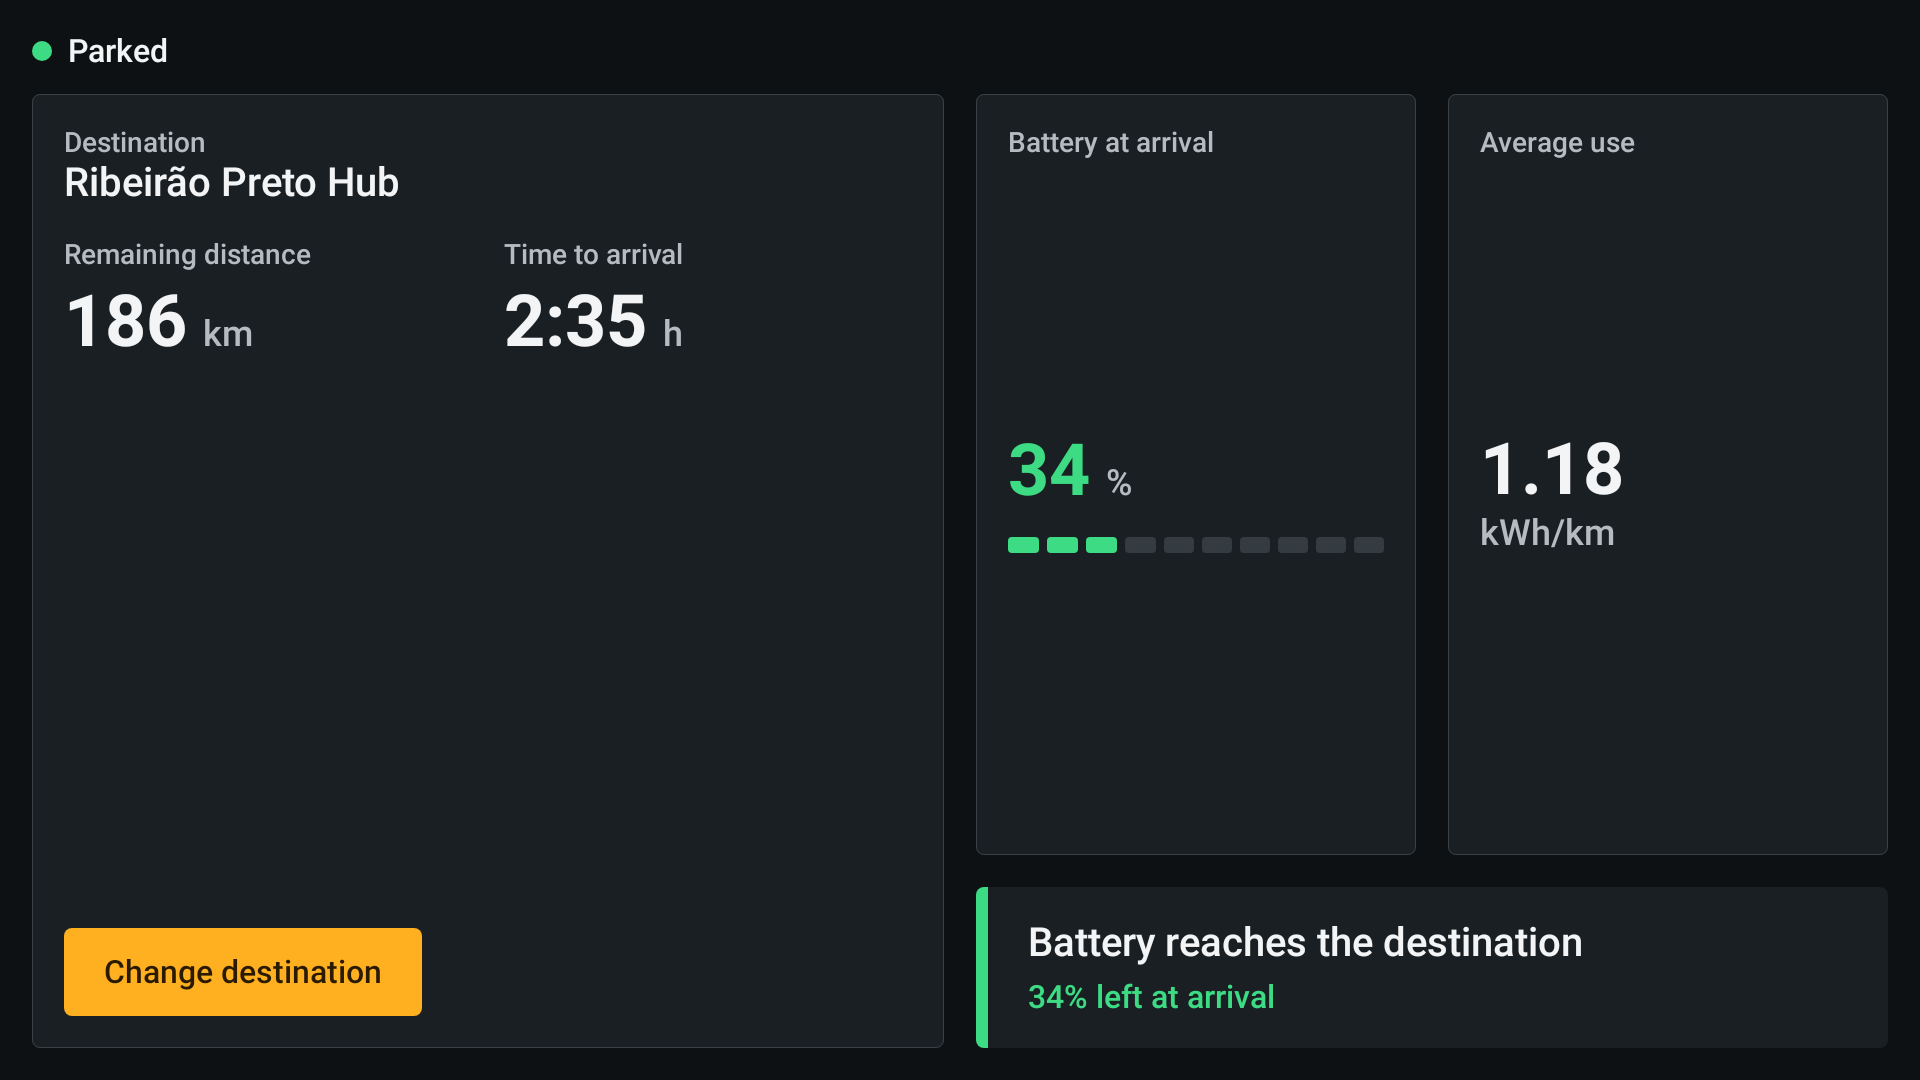 Parked
Destination
Ribeirão Preto Hub
Remaining distance
186 km
Time to arrival
2:35 h
Change destination
Battery at arrival
34 %
Average use
1.18
kWh/km
Battery reaches the destination
34% left at arrival